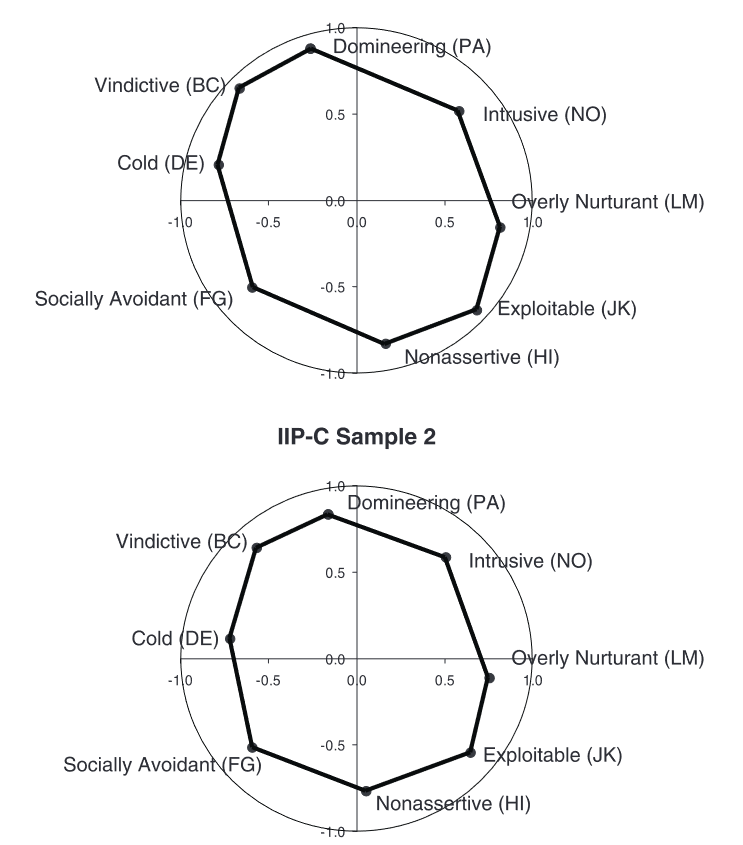 1.0
Domineering (PA)
Vindictive (BC)
0.5
Intrusive (NO)
Cold (DE)
0.0
Overly Nurturant (LM)
-1.0 -0.5 0.0 0.5 1.0
-0.5
Socially Avoidant (FG)
Exploitable (JK)
Nonassertive (HI)
-1.0
IIP-C Sample 2
1.0
Domineering (PA)
Vindictive (BC)
Intrusive (NO)
0.5
Cold (DE)
0.0
Overly Nurturant (LM)
-1.0 -0.5 0.0 0.5 1.0
-0.5
Exploitable (JK)
Socially Avoidant (FG)
Nonassertive (HI)
-1.0